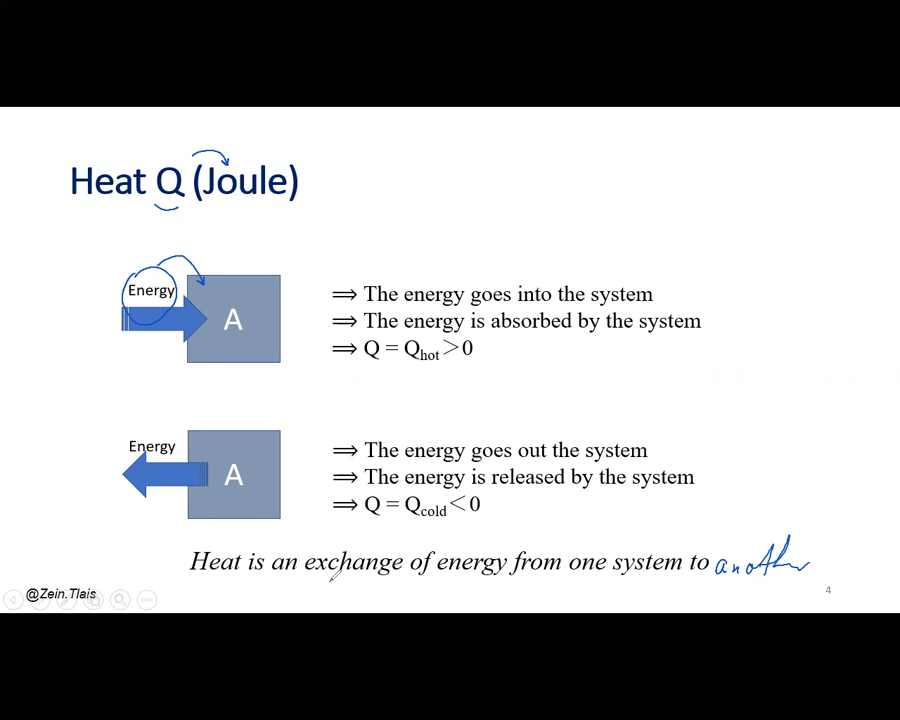 Heat Q (Joule)
Energy
A
⟹ The energy goes into the system
⟹ The energy is absorbed by the system
⟹ Q = Qhot > 0
Energy
A
⟹ The energy goes out the system
⟹ The energy is released by the system
⟹ Q = Qcold < 0
Heat is an exchange of energy from one system to another
@Zein.Tlais
4